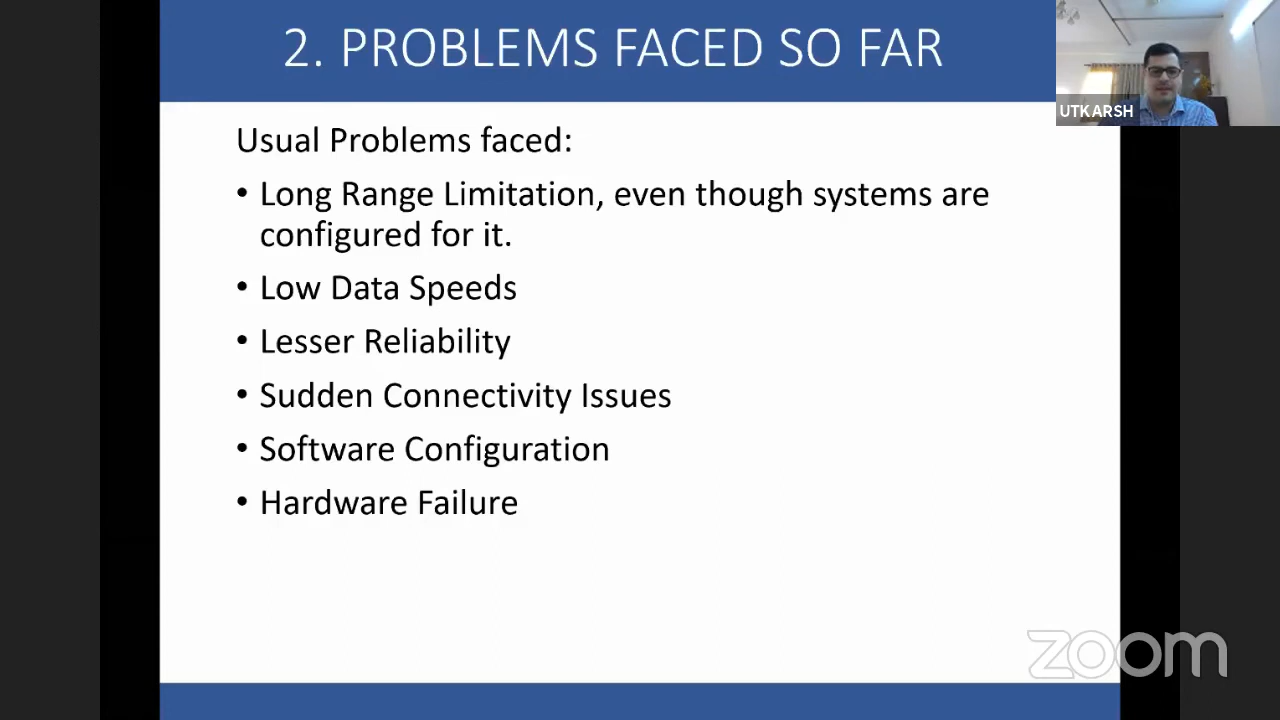 2. PROBLEMS FACED SO FAR
UTKARSH
Usual Problems faced:
• Long Range Limitation, even though systems are
configured for it.
• Low Data Speeds
• Lesser Reliability
• Sudden Connectivity Issues
• Software Configuration
• Hardware Failure
zoom